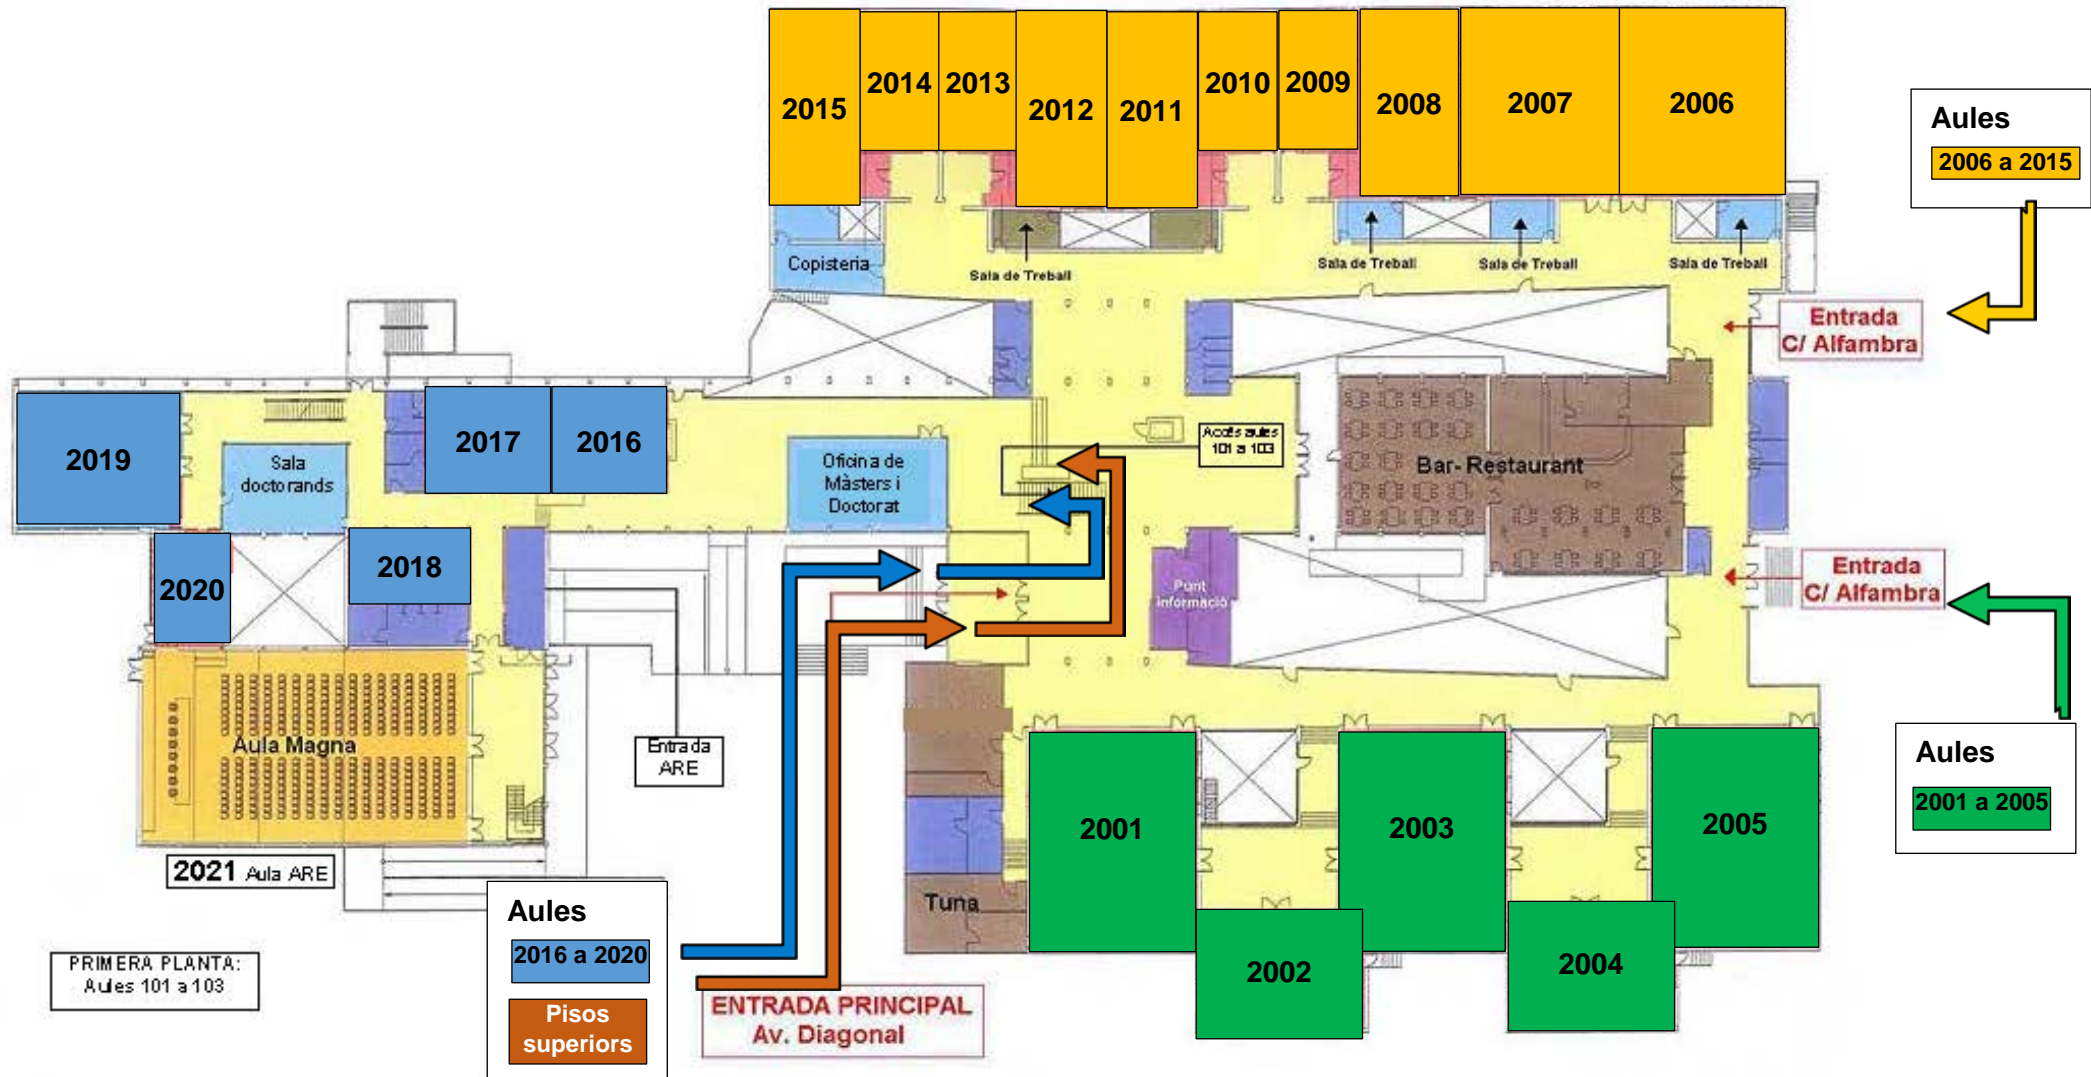 2015
2014
2013
2012
2011
2010
2009
2008
2007
2006
Aules
2006 a 2015
Copisteria
Sala de Treball
Sala de Treball
Sala de Treball
Sala de Treball
Entrada
C/ Alfambra
2019
Sala
doctorands
2017
2016
Oficina de
Màsters i
Doctorat
Accés aules
101 a 103
Bar- Restaurant
2020
2018
Punt
Informació
Entrada
C/ Alfambra
Aula Magna
Entrada
ARE
Aules
2001 a 2005
2001
2003
2005
2021 Aula ARE
Tuna
2002
2004
Aules
2016 a 2020
Pisos
superiors
PRIMERA PLANTA:
Aules 101 a 103
ENTRADA PRINCIPAL
Av. Diagonal